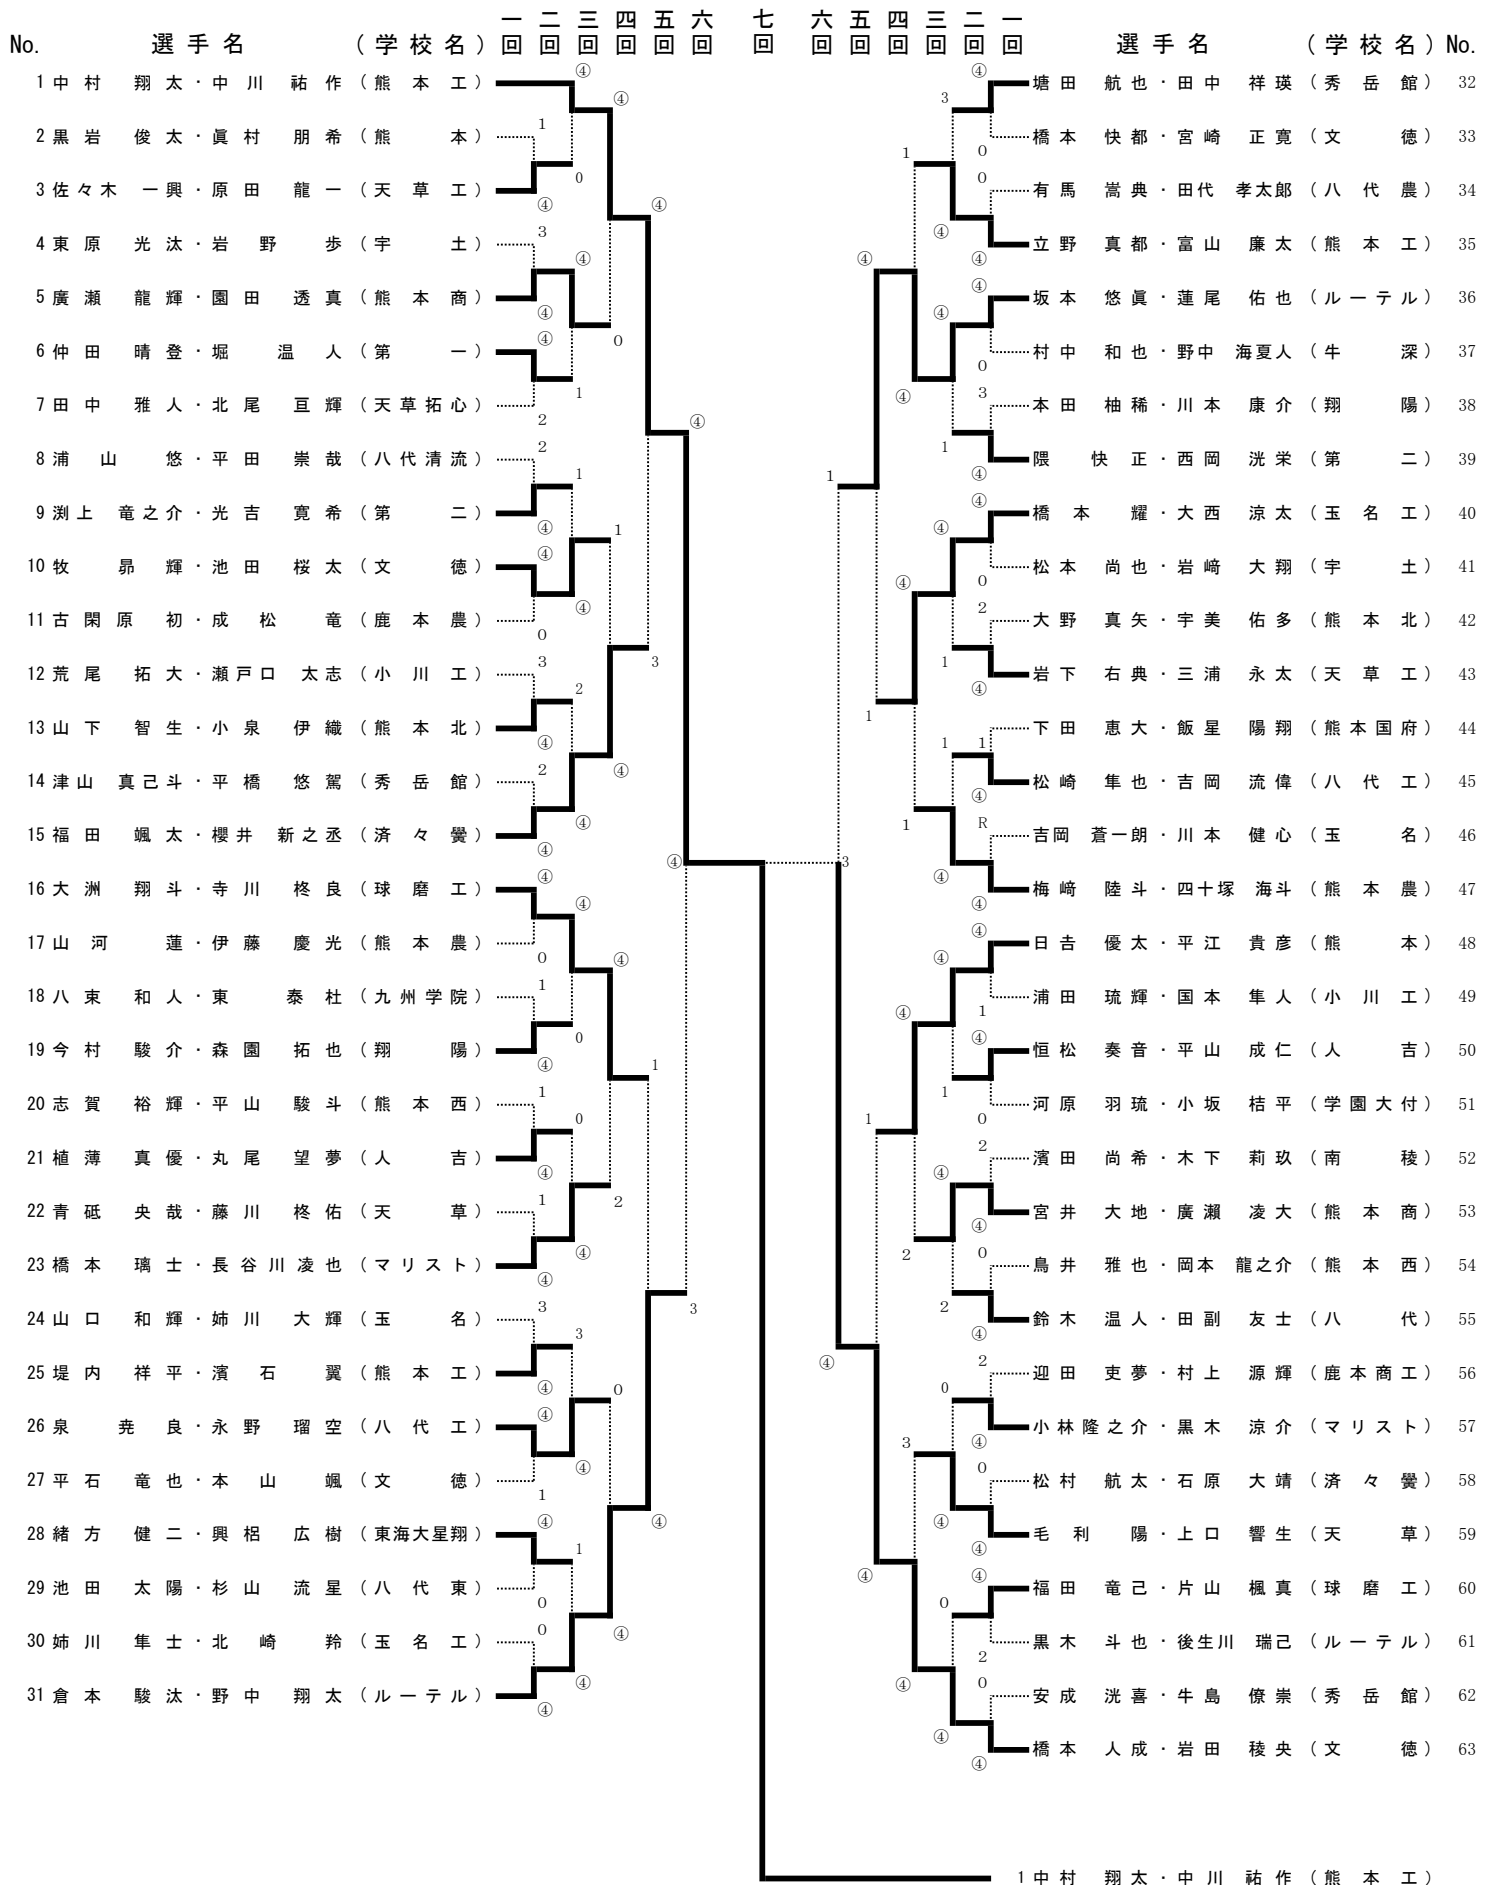 一 二 三 四 五 六 七 六 五 四 三 二 一
No. 選手名 （学校名） 回 回 回 回 回 回 回 回 回 回 回 回 回 選手名 （学校名） No.
1 中村 翔太・中川 祐作 （熊本工）
2 黒岩 俊太・眞村 朋希 （熊本）
3 佐々木 一興・原田 龍一 （天草工）
4 東原 光汰・岩野 歩 （宇土）
5 廣瀬 龍輝・園田 透真 （熊本商）
6 仲田 晴登・堀 温人 （第一）
7 田中 雅人・北尾 亘輝 （天草拓心）
8 浦山 悠・平田 崇哉 （八代清流）
9 渕上 竜之介・光吉 寛希 （第二）
10 牧 昴輝・池田 桜太 （文徳）
11 古閑原 初・成松 竜 （鹿本農）
12 荒尾 拓大・瀬戸口 太志 （小川工）
13 山下 智生・小泉 伊織 （熊本北）
14 津山 真己斗・平橋 悠駕 （秀岳館）
15 福田 颯太・櫻井 新之丞 （済々黌）
16 大洲 翔斗・寺川 柊良 （球磨工）
17 山河 蓮・伊藤 慶光 （熊本農）
18 八束 和人・東 泰杜 （九州学院）
19 今村 駿介・森園 拓也 （翔陽）
20 志賀 裕輝・平山 駿斗 （熊本西）
21 植薄 真優・丸尾 望夢 （人吉）
22 青砥 央哉・藤川 柊佑 （天草）
23 橋本 璃士・長谷川凌也 （マリスト）
24 山口 和輝・姉川 大輝 （玉名）
25 堤内 祥平・濱石 翼 （熊本工）
26 泉 尭良・永野 瑠空 （八代工）
27 平石 竜也・本山 颯 （文徳）
28 緒方 健二・興梠 広樹 （東海大星翔）
29 池田 太陽・杉山 流星 （八代東）
30 姉川 隼士・北崎 羚 （玉名工）
31 倉本 駿汰・野中 翔太 （ルーテル）
塘田 航也・田中 祥瑛 （秀岳館） 32
橋本 快都・宮崎 正寛 （文徳） 33
有馬 嵩典・田代 孝太郎 （八代農） 34
立野 真都・富山 廉太 （熊本工） 35
坂本 悠眞・蓮尾 佑也 （ルーテル） 36
村中 和也・野中 海夏人 （牛深） 37
本田 柚稀・川本 康介 （翔陽） 38
隈 快正・西岡 洸栄 （第二） 39
橋本 耀・大西 涼太 （玉名工） 40
松本 尚也・岩﨑 大翔 （宇土） 41
大野 真矢・宇美 佑多 （熊本北） 42
岩下 右典・三浦 永太 （天草工） 43
下田 恵大・飯星 陽翔 （熊本国府） 44
松崎 隼也・吉岡 流偉 （八代工） 45
吉岡 蒼一朗・川本 健心 （玉名） 46
梅﨑 陸斗・四十塚 海斗 （熊本農） 47
日𠮷 優太・平江 貴彦 （熊本） 48
浦田 琉輝・国本 隼人 （小川工） 49
恒松 奏音・平山 成仁 （人吉） 50
河原 羽琉・小坂 桔平 （学園大付） 51
濱田 尚希・木下 莉玖 （南稜） 52
宮井 大地・廣瀬 凌大 （熊本商） 53
鳥井 雅也・岡本 龍之介 （熊本西） 54
鈴木 温人・田副 友士 （八代） 55
迎田 吏夢・村上 源輝 （鹿本商工） 56
小林隆之介・黒木 涼介 （マリスト） 57
松村 航太・石原 大靖 （済々黌） 58
毛利 陽・上口 響生 （天草） 59
福田 竜己・片山 楓真 （球磨工） 60
黒木 斗也・後生川 瑞己 （ルーテル） 61
安成 洸喜・牛島 僚崇 （秀岳館） 62
橋本 人成・岩田 稜央 （文徳） 63
1 中村 翔太・中川 祐作 （熊本工）